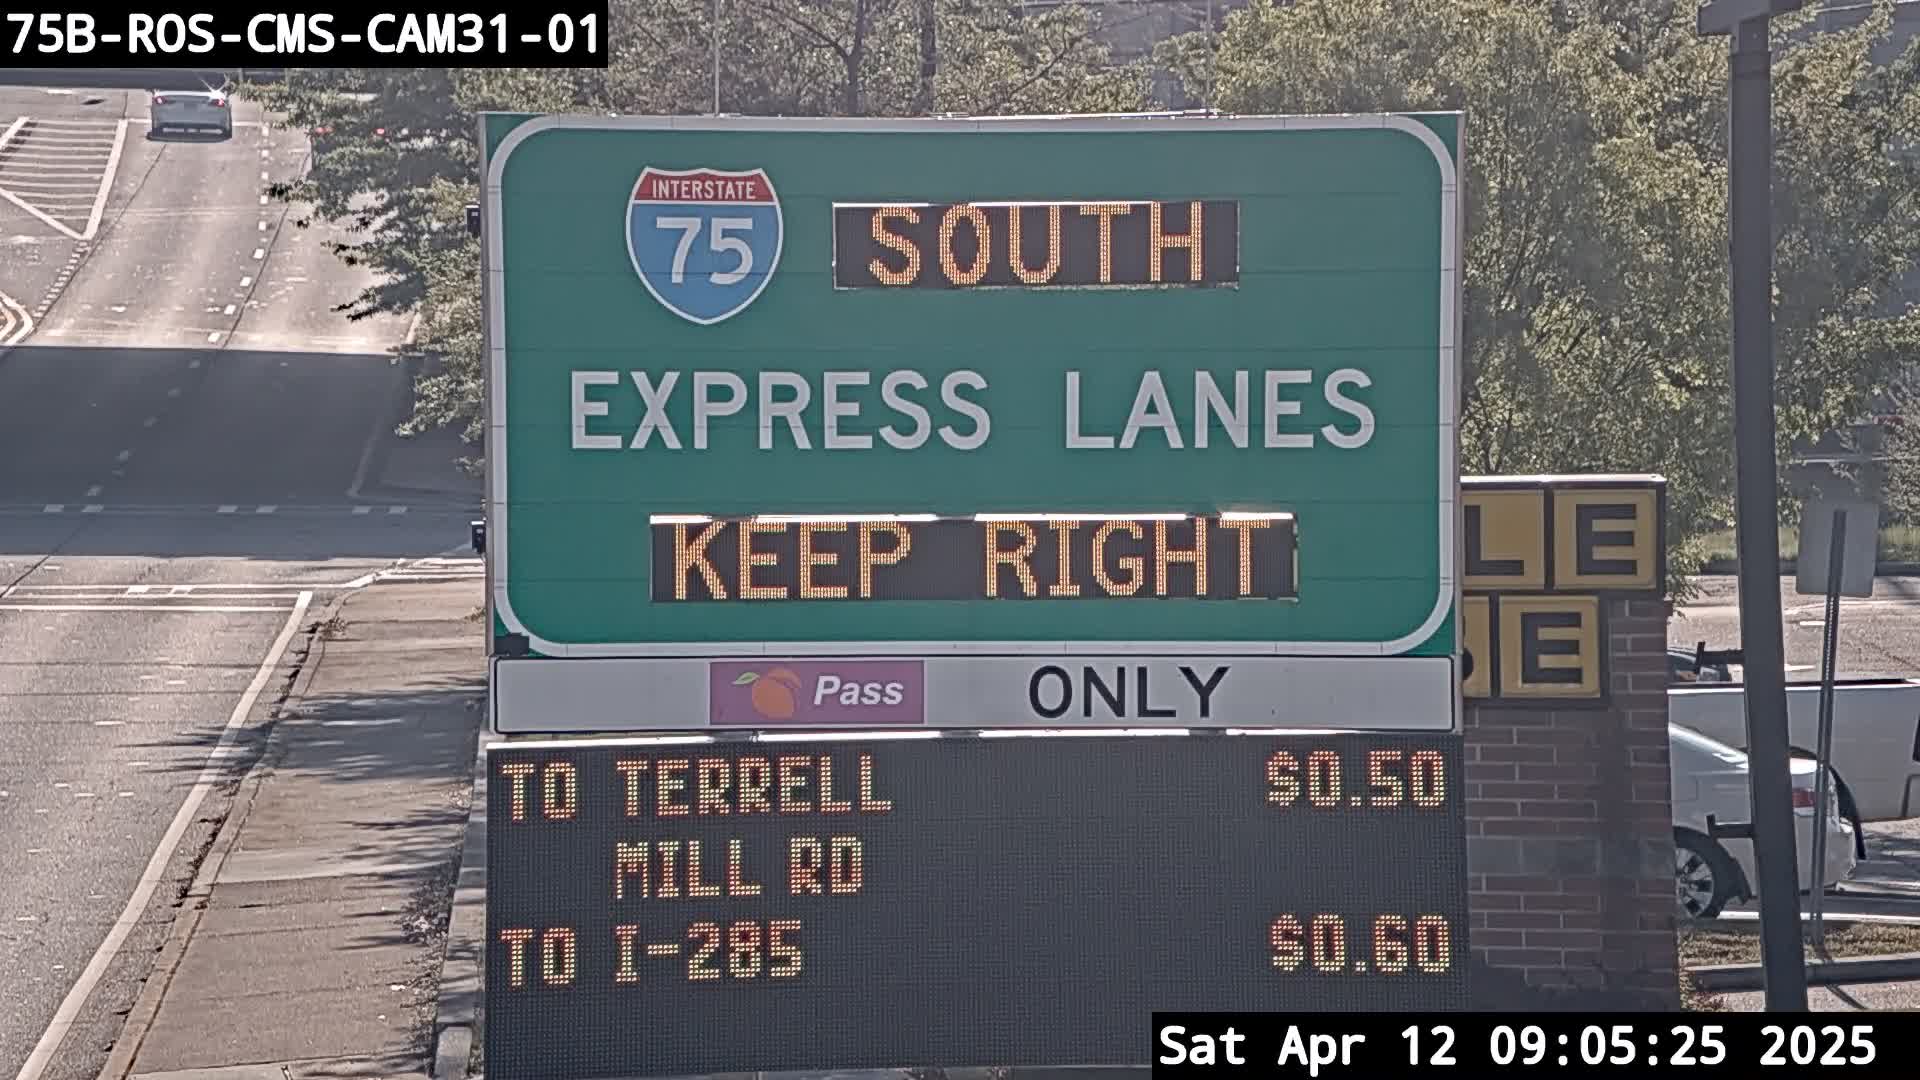 75B-ROS-CMS-CAM31-01
INTERSTATE
75
SOUTH
EXPRESS LANES
KEEP RIGHT
Pass ONLY
TO TERRELL $0.50
MILL RD
TO I-285 $0.60
LE
E
Sat Apr 12 09:05:25 2025